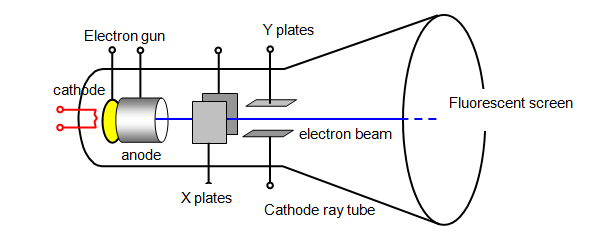 Y plates
Electron gun
cathode
Fluorescent screen
electron beam
anode
X plates
Cathode ray tube